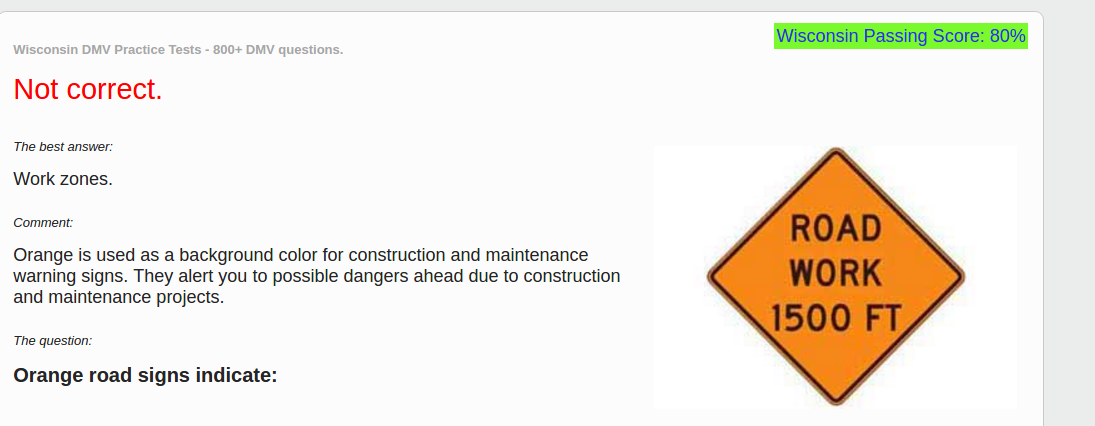 Wisconsin Passing Score: 80%
Wisconsin DMV Practice Tests - 800+ DMV questions.
Not correct.
The best answer:
Work zones.
Comment:
Orange is used as a background color for construction and maintenance
warning signs. They alert you to possible dangers ahead due to construction
and maintenance projects.
The question:
Orange road signs indicate:
ROAD
WORK
1500 FT